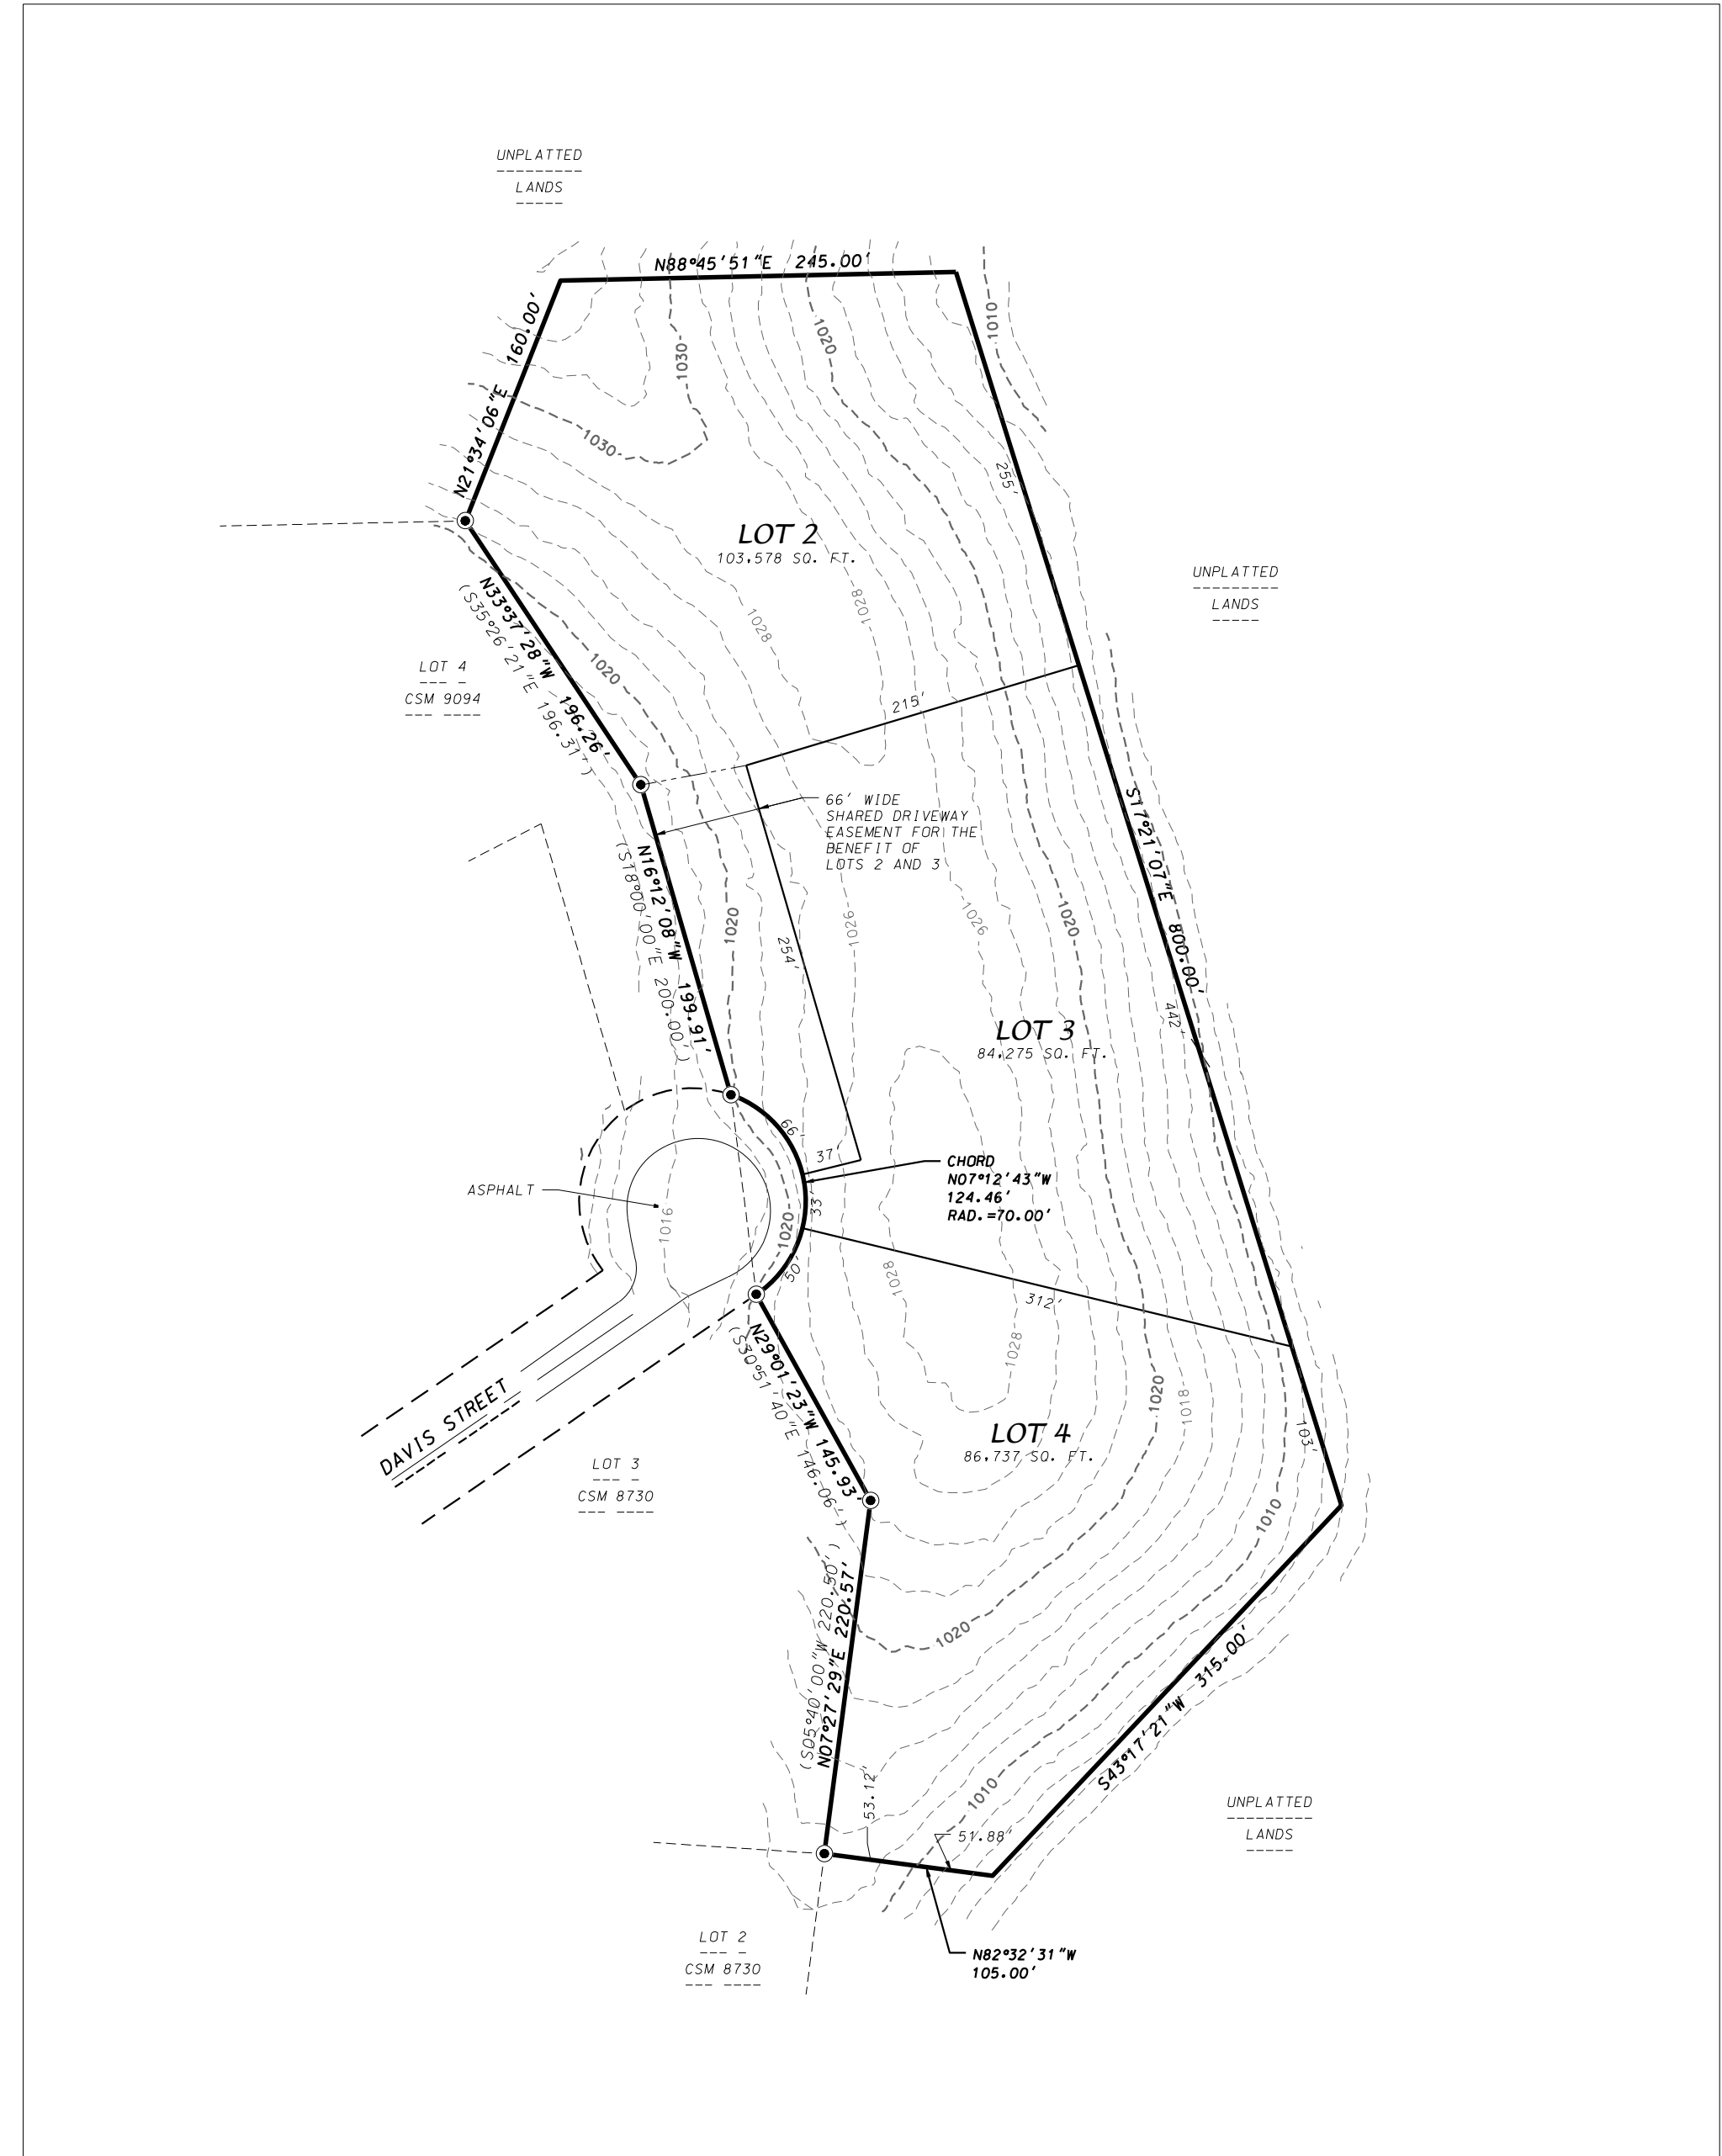 UNPLATTED
LANDS
N88°45'51"E 245.00'
N21°34'06"E 160.00'
1030
1030
1020
1010
255'
LOT 2
103,578 SQ. FT.
1028
1028
UNPLATTED
LANDS
N33°37'28"W 196.26'
(S35°26'21"E 196.31')
1020
LOT 4
CSM 9094
215'
66' WIDE
SHARED DRIVEWAY
EASEMENT FOR THE
BENEFIT OF
LOTS 2 AND 3
S17°21'07"E 800.00'
N16°12'08"W 199.91'
(S18°00'00"E 200.00')
1020
254'
1026
1026
1020
442'
LOT 3
84,275 SQ. FT.
66'
37'
CHORD
N07°12'43"W
124.46'
RAD.=70.00'
ASPHALT
1016
33'
1020
50'
1028
312'
1028
N29°01'23"W 145.93'
(S30°51'40"E 146.06')
DAVIS STREET
1020
1018
103'
LOT 4
86,737 SQ. FT.
LOT 3
CSM 8730
1010
(S05°40'00"W 220.50')
N07°27'29"E 220.57'
1020
S43°17'21"W 315.00'
53.12'
1010
51.88'
UNPLATTED
LANDS
LOT 2
CSM 8730
N82°32'31"W
105.00'